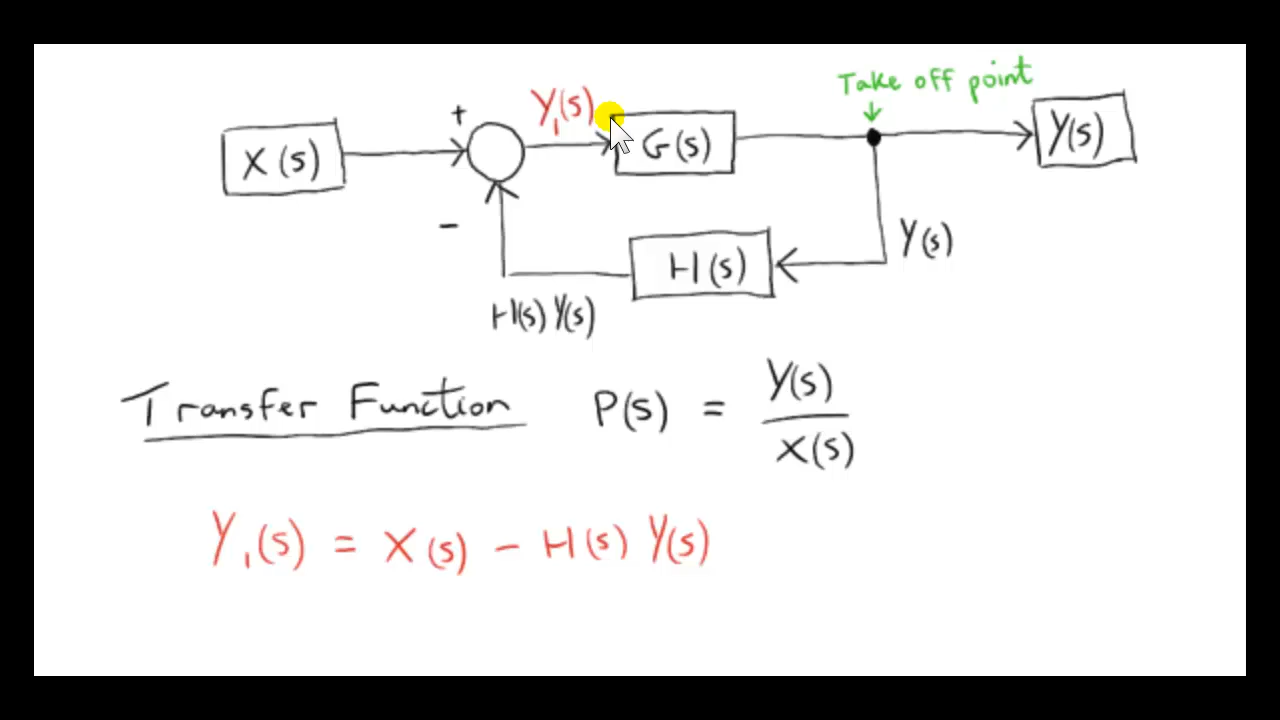 Take off point
+ Y₁(s)
X(s) G(s) Y(s)
− Y(s)
H(s)
H(s) Y(s)
Transfer Function P(s) = Y(s) / X(s)
Y₁(s) = X(s) − H(s) Y(s)